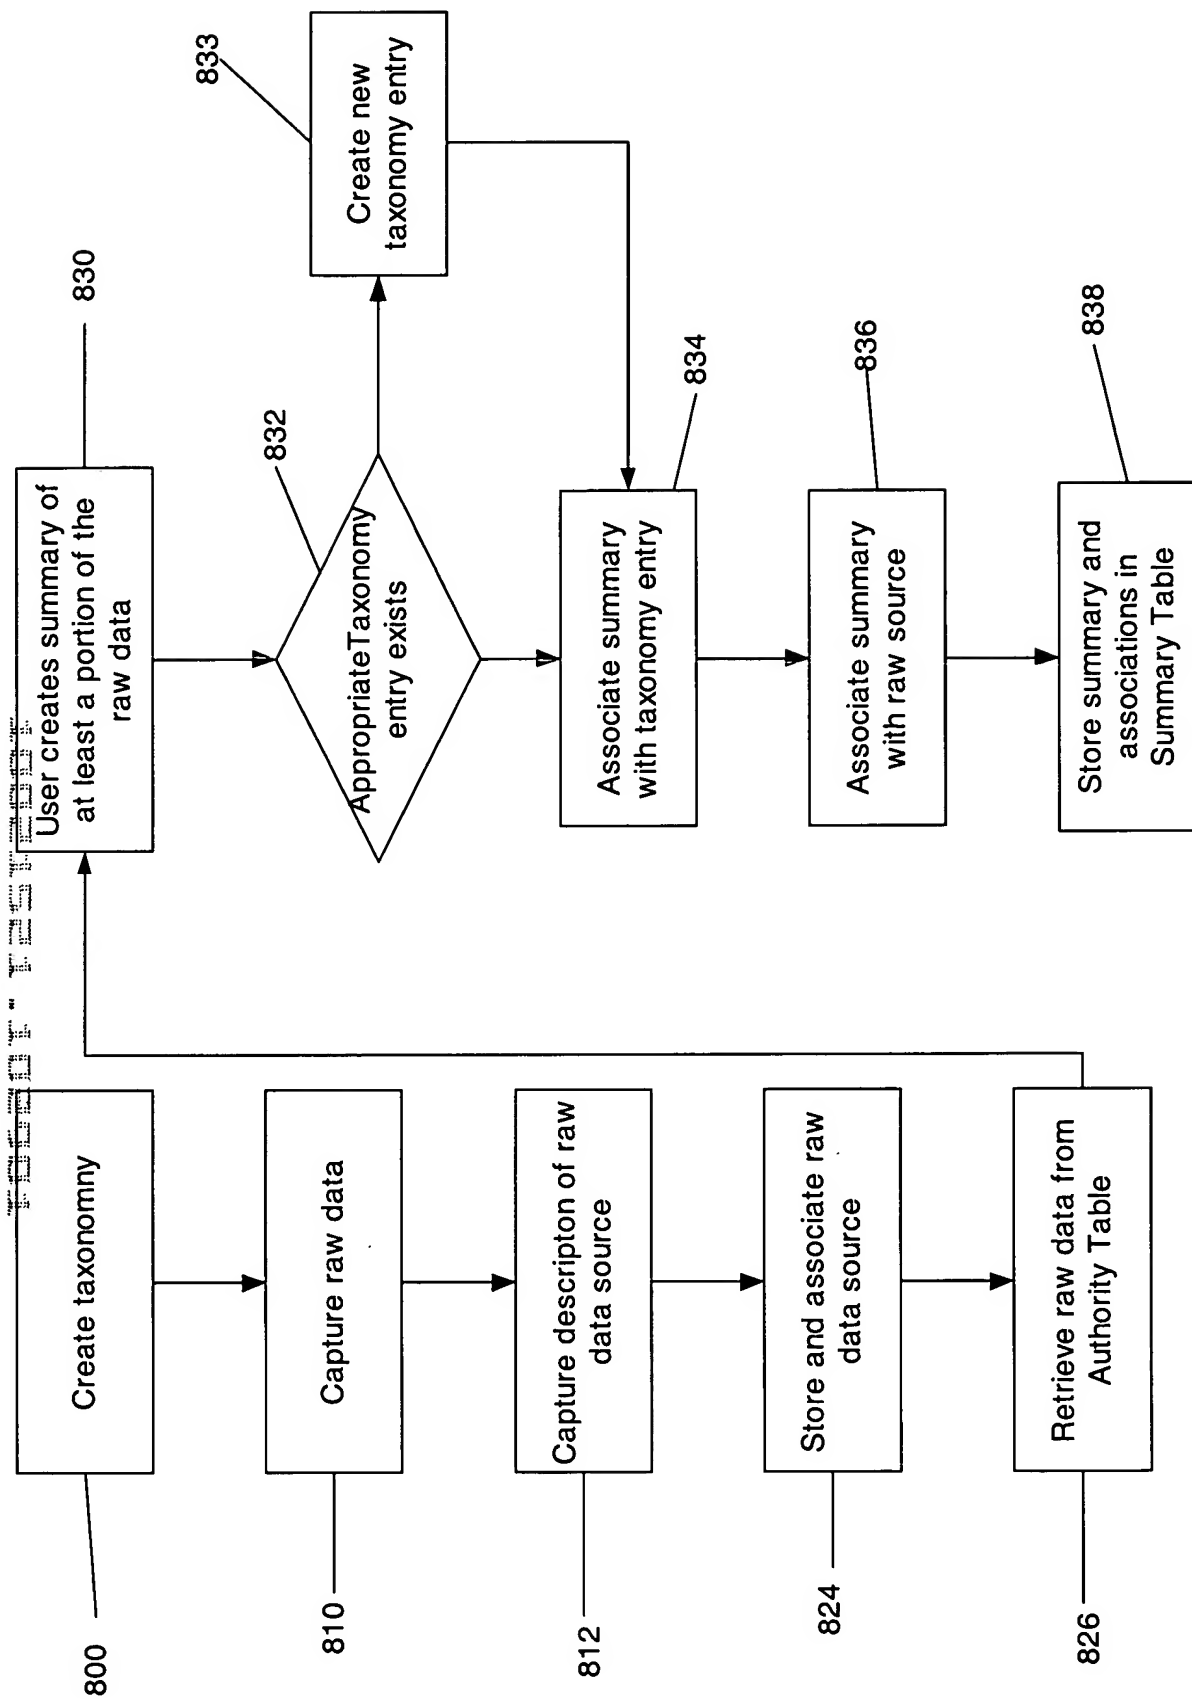 800
Create taxonomny
810
Capture raw data
812
Capture descripton of raw
data source
824
Store and associate raw
data source
826
Retrieve raw data from
Authority Table
User creates summary of
at least a portion of the
raw data
830
AppropriateTaxonomy
entry exists
832
Create new
taxonomy entry
833
Associate summary
with taxonomy entry
834
Associate summary
with raw source
836
Store summary and
associations in
Summary Table
838